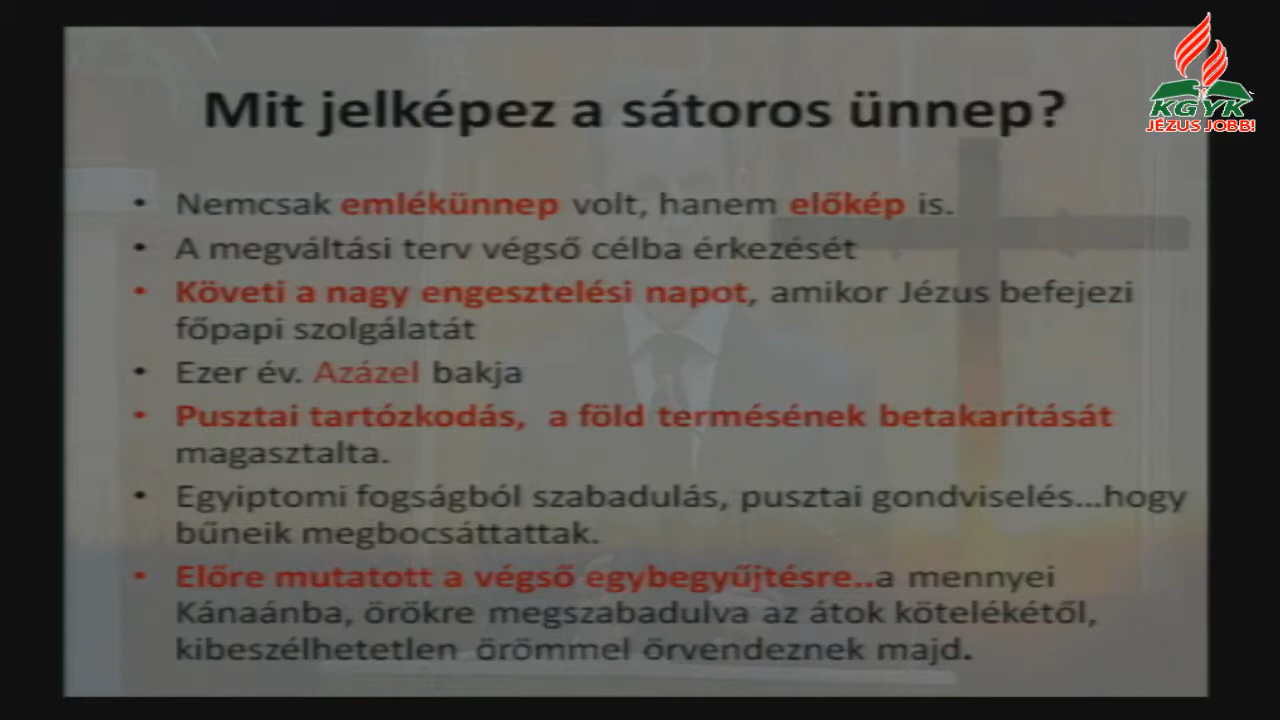 KGYK
JÉZUS JOBB!
Mit jelképez a sátoros ünnep?
• Nemcsak emlékünnep volt, hanem előkép is.
• A megváltási terv végső célba érkezését
• Követi a nagy engesztelési napot, amikor Jézus befejezi
főpapi szolgálatát
• Ezer év. Azázel bakja
• Pusztai tartózkodás, a föld termésének betakarítását
magasztalta.
• Egyiptomi fogságból szabadulás, pusztai gondviselés...hogy
bűneik megbocsáttattak.
• Előre mutatott a végső egybegyűjtésre..a mennyei
Kánaánba, örökre megszabadulva az átok kötelékétől,
kibeszélhetetlen örömmel örvendeznek majd.